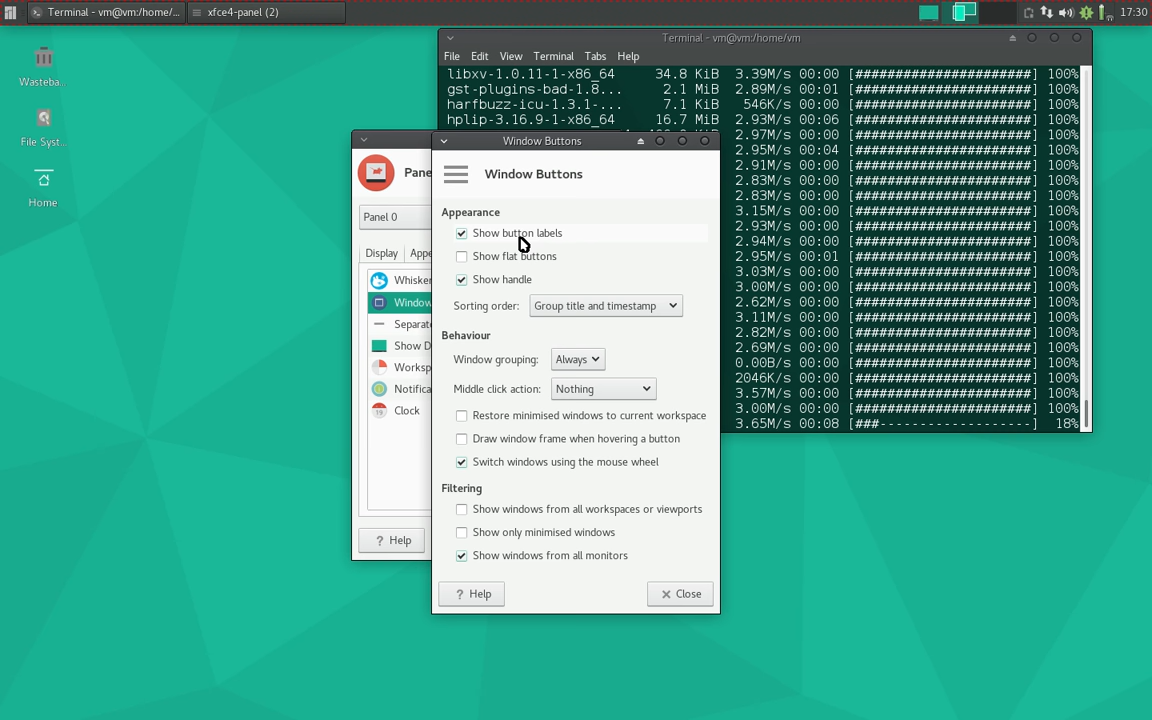 Terminal - vm@vm:/home/...
xfce4-panel (2)
17:30
Wasteba...
File Syst...
Home
Terminal - vm@vm:/home/vm
File Edit View Terminal Tabs Help
libxv-1.0.11-1-x86_64 34.8 KiB 3.39M/s 00:00 [######################] 100%
gst-plugins-bad-1.8... 2.1 MiB 2.89M/s 00:01 [######################] 100%
harfbuzz-icu-1.3.1-... 7.1 KiB 546K/s 00:00 [######################] 100%
hplip-3.16.9-1-x86_64 16.7 MiB 2.93M/s 00:06 [######################] 100%
2.97M/s 00:00 [######################] 100%
2.95M/s 00:04 [######################] 100%
2.91M/s 00:00 [######################] 100%
2.83M/s 00:00 [######################] 100%
2.83M/s 00:00 [######################] 100%
3.15M/s 00:00 [######################] 100%
2.93M/s 00:00 [######################] 100%
2.94M/s 00:00 [######################] 100%
2.95M/s 00:01 [######################] 100%
3.03M/s 00:00 [######################] 100%
3.00M/s 00:00 [######################] 100%
2.62M/s 00:00 [######################] 100%
3.11M/s 00:00 [######################] 100%
2.82M/s 00:00 [######################] 100%
2.69M/s 00:00 [######################] 100%
0.00B/s 00:00 [######################] 100%
2046K/s 00:00 [######################] 100%
3.57M/s 00:00 [######################] 100%
3.00M/s 00:00 [######################] 100%
3.65M/s 00:08 [###-------------------] 18%
Pane
Panel 0
Display Appe
Whisker
Window
Separat
Show D
Worksp
Notifica
Clock
Help
Window Buttons
Window Buttons
Appearance
Show button labels
Show flat buttons
Show handle
Sorting order: Group title and timestamp
Behaviour
Window grouping: Always
Middle click action: Nothing
Restore minimised windows to current workspace
Draw window frame when hovering a button
Switch windows using the mouse wheel
Filtering
Show windows from all workspaces or viewports
Show only minimised windows
Show windows from all monitors
Help
Close